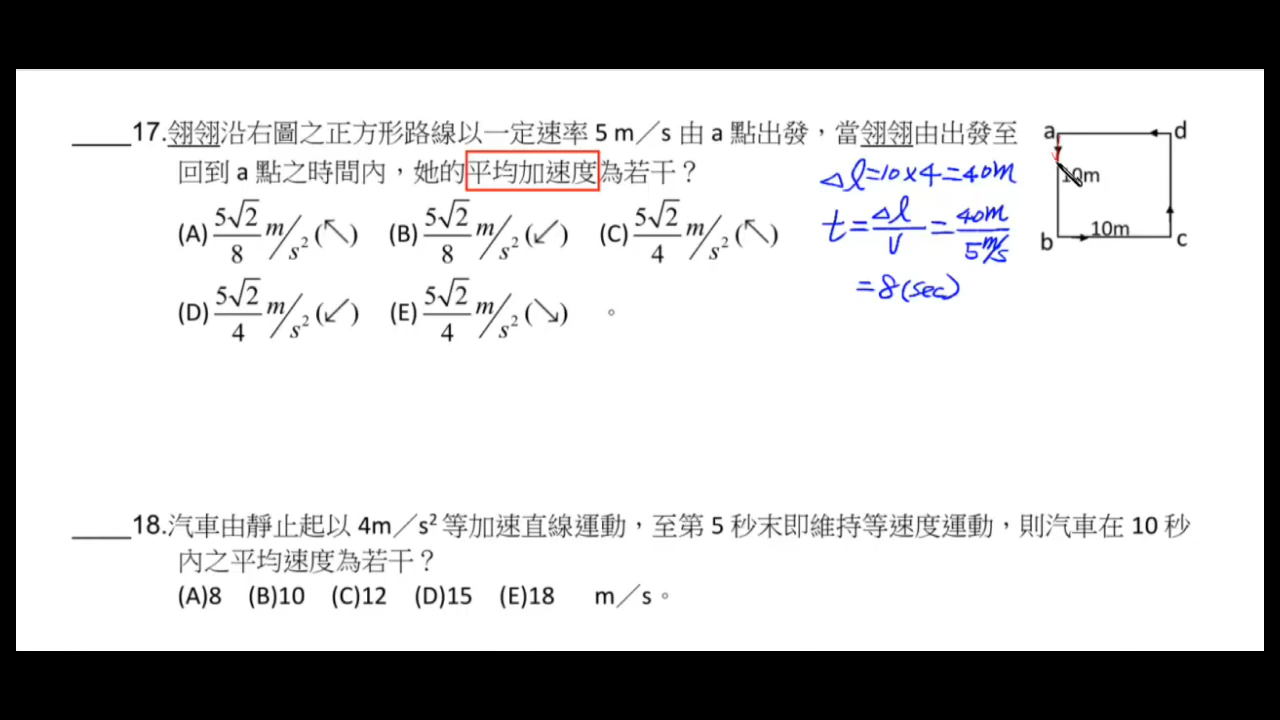 ____17.翎翎沿右圖之正方形路線以一定速率 5 m／s 由 a 點出發，當翎翎由出發至
回到 a 點之時間內，她的平均加速度為若干？
(A) 5√2/8 m/s² (↖) (B) 5√2/8 m/s² (↙) (C) 5√2/4 m/s² (↖)
(D) 5√2/4 m/s² (↙) (E) 5√2/4 m/s² (↘) 。
Δl=10×4=40m
t=Δl/V=40m/5m/s
=8(sec)
a d
10m
b 10m c
____18.汽車由靜止起以 4m／s² 等加速直線運動，至第 5 秒末即維持等速度運動，則汽車在 10 秒
內之平均速度為若干？
(A)8 (B)10 (C)12 (D)15 (E)18 m／s。